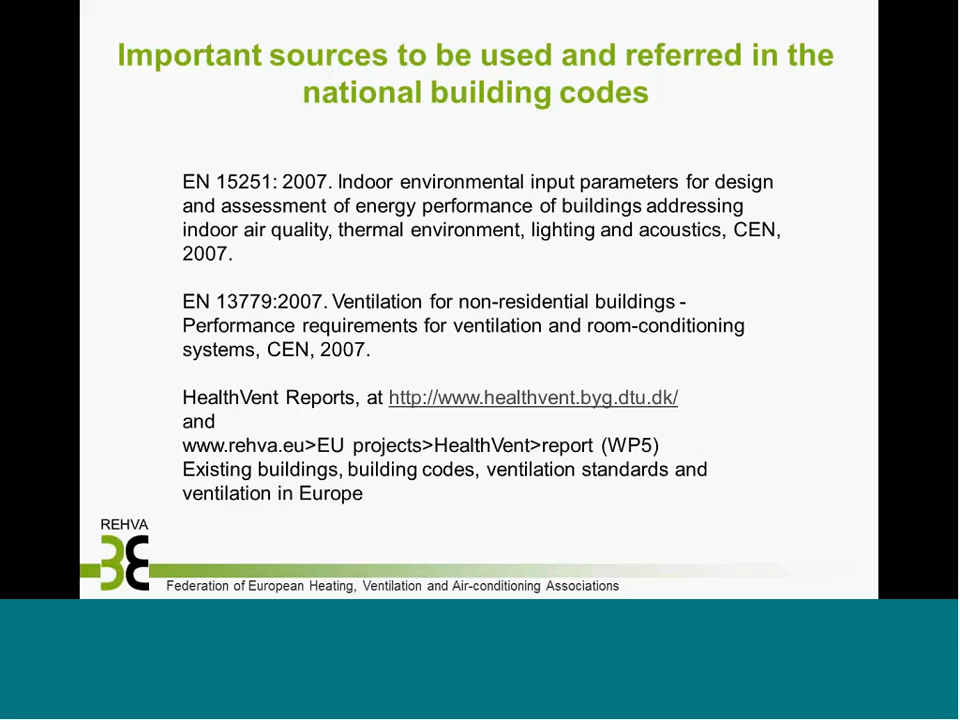 Important sources to be used and referred in the
national building codes
EN 15251: 2007. Indoor environmental input parameters for design
and assessment of energy performance of buildings addressing
indoor air quality, thermal environment, lighting and acoustics, CEN,
2007.
EN 13779:2007. Ventilation for non-residential buildings -
Performance requirements for ventilation and room-conditioning
systems, CEN, 2007.
HealthVent Reports, at http://www.healthvent.byg.dtu.dk/
and
www.rehva.eu>EU projects>HealthVent>report (WP5)
Existing buildings, building codes, ventilation standards and
ventilation in Europe
REHVA
Federation of European Heating, Ventilation and Air-conditioning Associations